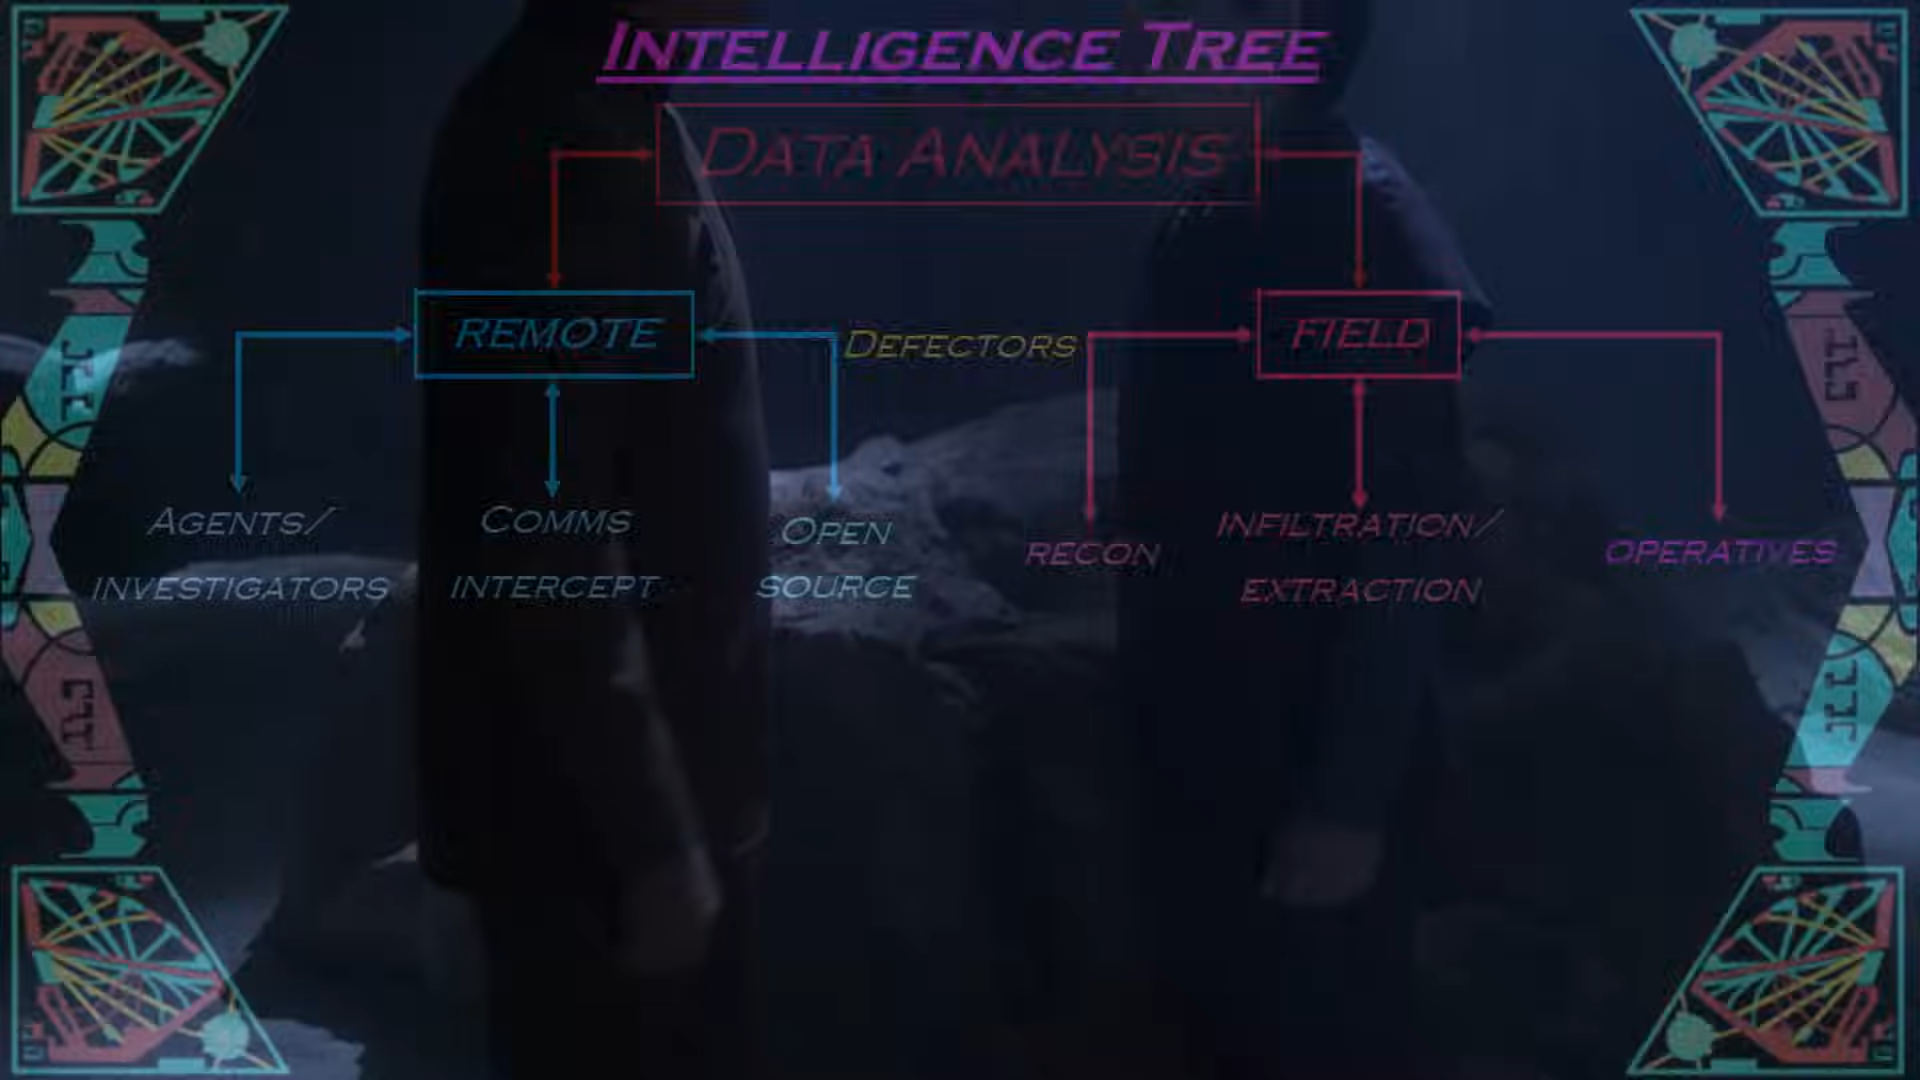 INTELLIGENCE TREE
DATA ANALYSIS
REMOTE
DEFECTORS
FIELD
AGENTS/
INVESTIGATORS
COMMS
INTERCEPT
OPEN
SOURCE
RECON
INFILTRATION/
EXTRACTION
OPERATIVES